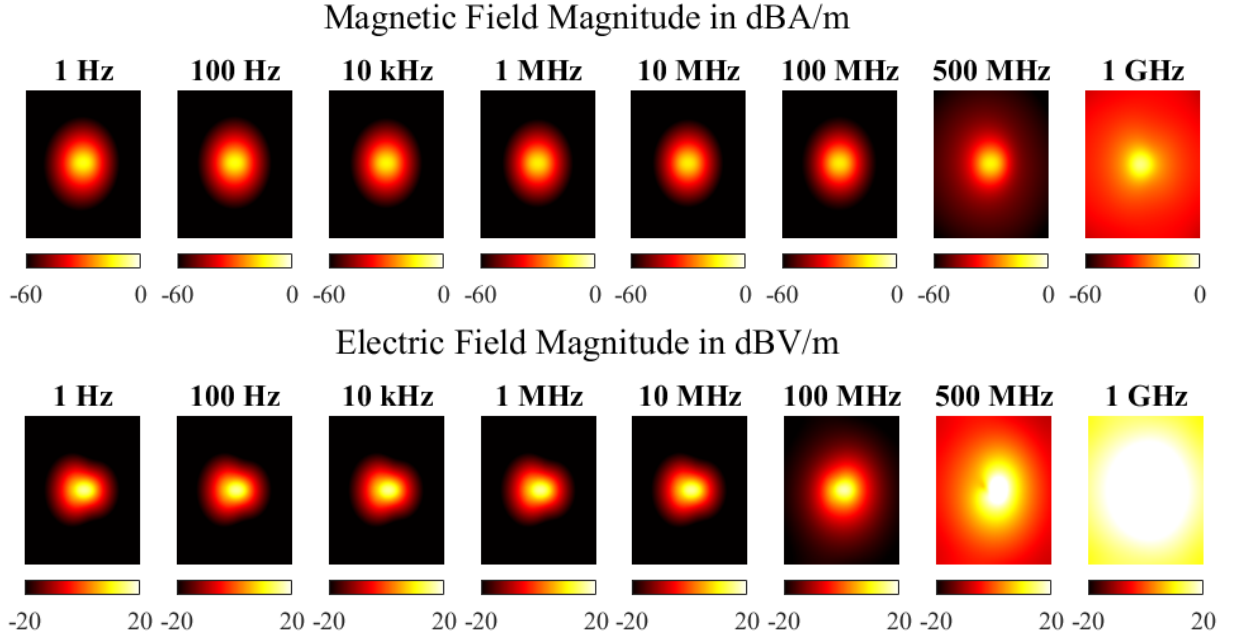 Magnetic Field Magnitude in dBA/m
1 Hz 100 Hz 10 kHz 1 MHz 10 MHz 100 MHz 500 MHz 1 GHz
-60 0 -60 0 -60 0 -60 0 -60 0 -60 0 -60 0 -60 0
Electric Field Magnitude in dBV/m
1 Hz 100 Hz 10 kHz 1 MHz 10 MHz 100 MHz 500 MHz 1 GHz
-20 20 -20 20 -20 20 -20 20 -20 20 -20 20 -20 20 -20 20